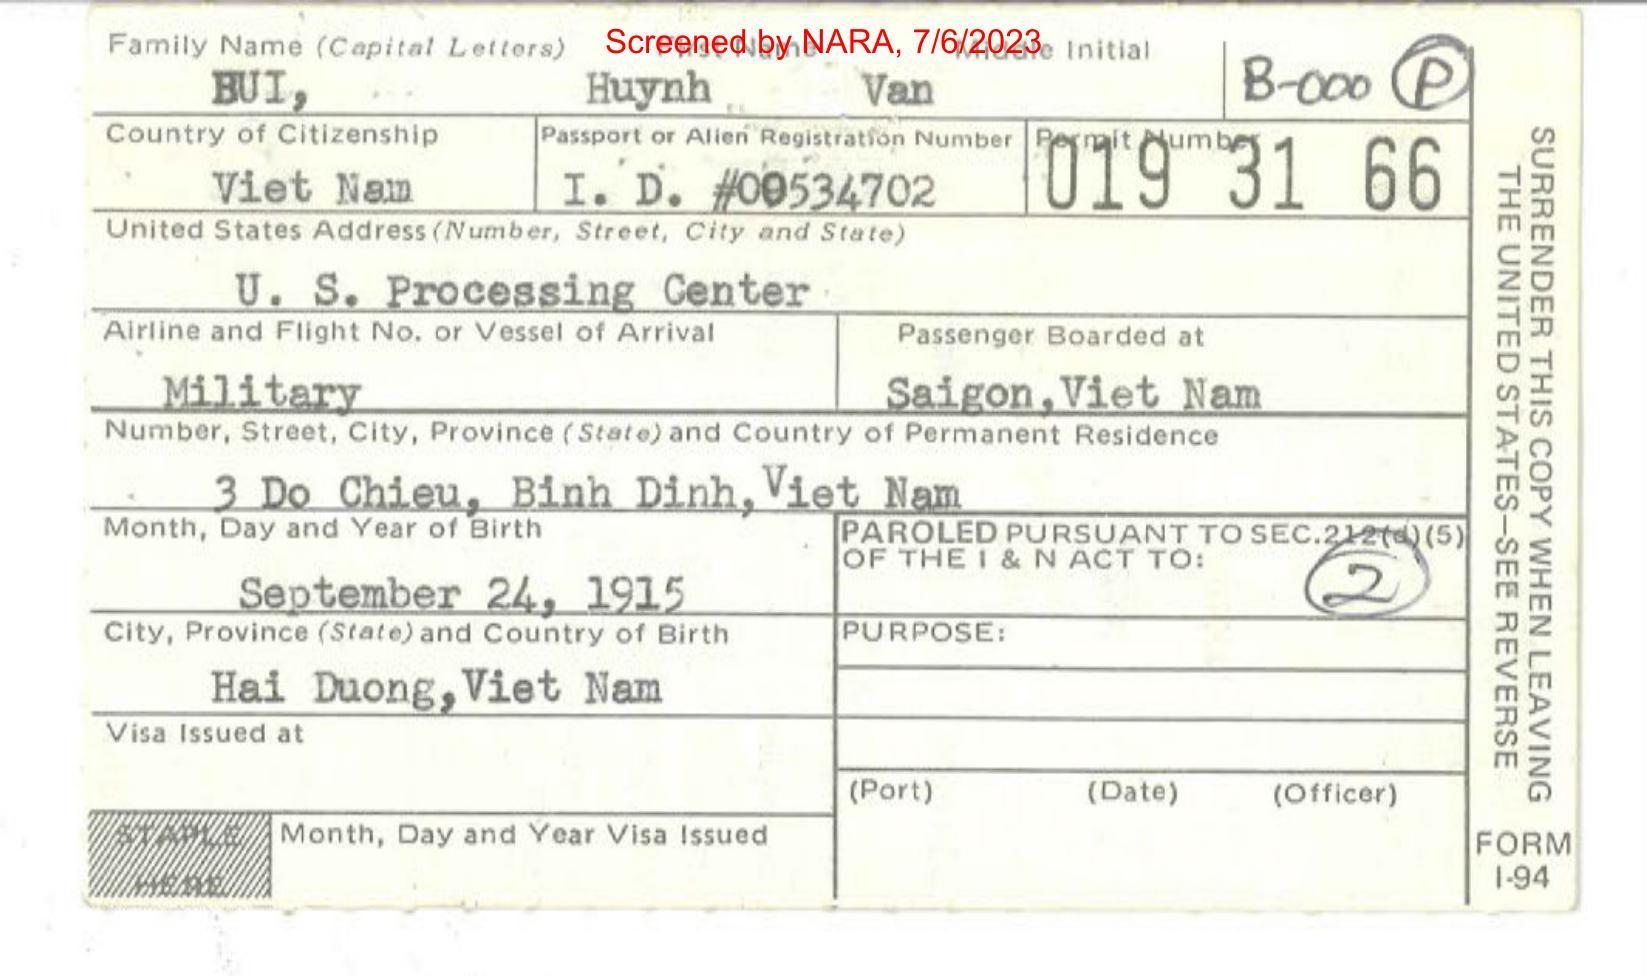 Screened by NARA, 7/6/2023
Family Name (Capital Letters) First Name Middle Initial
BUI, Huynh Van B-000 P
Country of Citizenship Passport or Alien Registration Number Permit Number
Viet Nam I. D. #00534702 019 31 66
United States Address (Number, Street, City and State)
U. S. Processing Center
Airline and Flight No. or Vessel of Arrival Passenger Boarded at
Military Saigon,Viet Nam
Number, Street, City, Province (State) and Country of Permanent Residence
3 Do Chieu, Binh Dinh,Viet Nam
Month, Day and Year of Birth
September 24, 1915
PAROLED PURSUANT TO SEC.212(d)(5)
OF THE I & N ACT TO:
2
City, Province (State) and Country of Birth
Hai Duong,Viet Nam
PURPOSE:
Visa Issued at
(Port) (Date) (Officer)
STAPLE
HERE
Month, Day and Year Visa Issued
SURRENDER THIS COPY WHEN LEAVING
THE UNITED STATES—SEE REVERSE
FORM
I-94